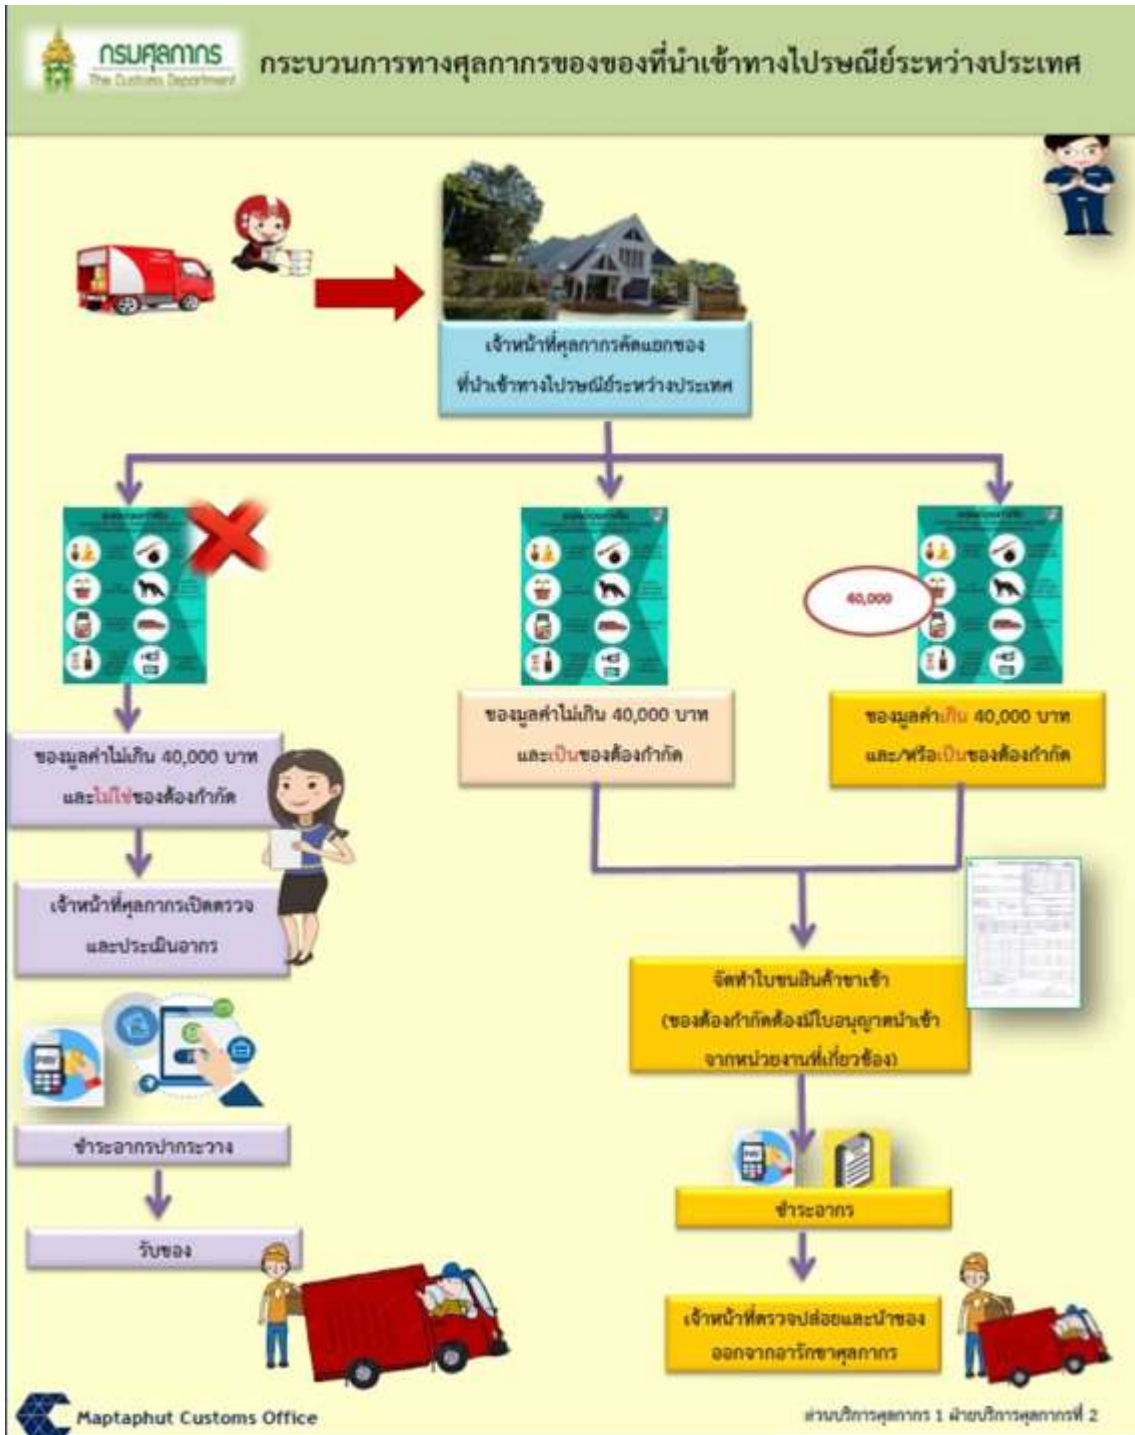 กรมศุลกากร
The Customs Department
กระบวนการทางศุลกากรของของที่นำเข้าทางไปรษณีย์ระหว่างประเทศ
เจ้าหน้าที่ศุลกากรคัดแยกของ
ที่นำเข้าทางไปรษณีย์ระหว่างประเทศ
40,000
ของมูลค่าไม่เกิน 40,000 บาท
และไม่ใช่ของต้องกำกัด
ของมูลค่าไม่เกิน 40,000 บาท
และเป็นของต้องกำกัด
ของมูลค่าเกิน 40,000 บาท
และ/หรือเป็นของต้องกำกัด
เจ้าหน้าที่ศุลกากรเปิดตรวจ
และประเมินอากร
จัดทำใบขนสินค้าขาเข้า
(ของต้องกำกัดต้องมีใบอนุญาตนำเข้า
จากหน่วยงานที่เกี่ยวข้อง)
PAY
ชำระอากรปากระวาง
รับของ
PAY
ชำระอากร
เจ้าหน้าที่ตรวจปล่อยและนำของ
ออกจากอารักขาศุลกากร
Maptaphut Customs Office
ส่วนบริการศุลกากร 1 ฝ่ายบริการศุลกากรที่ 2